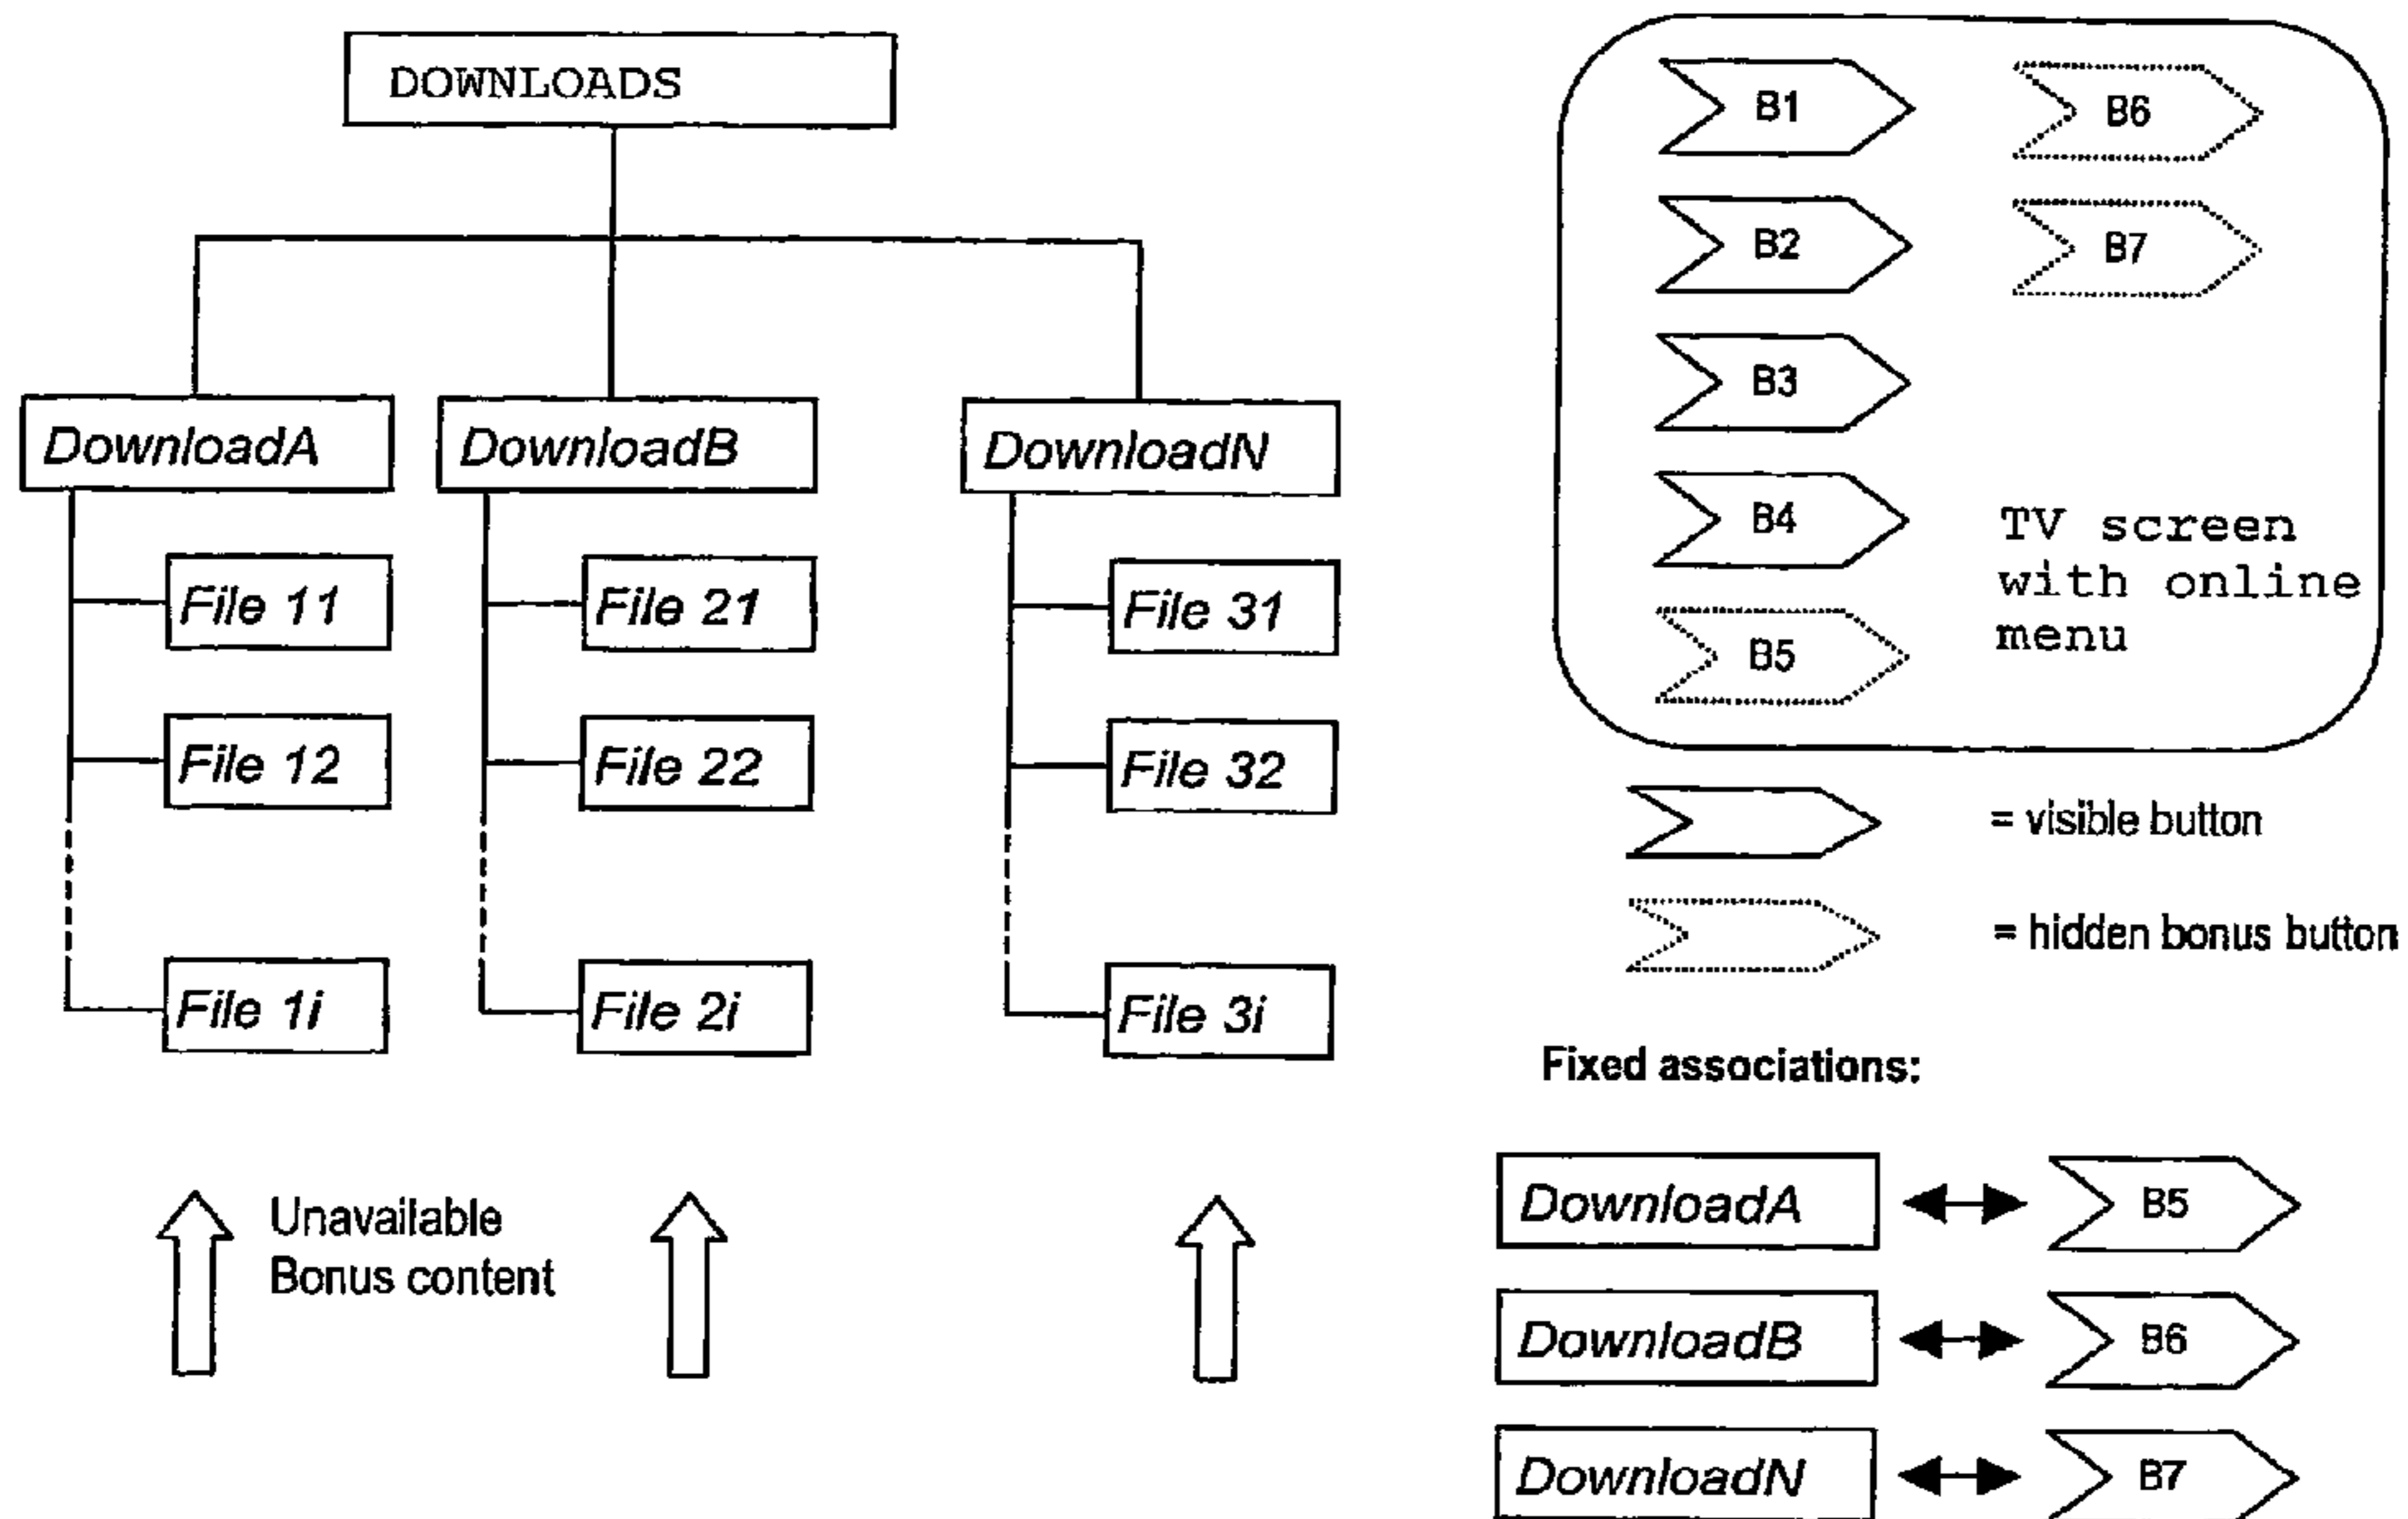 DOWNLOADS
DownloadA
DownloadB
DownloadN
File 11
File 21
File 31
File 12
File 22
File 32
File 1i
File 2i
File 3i
Unavailable
Bonus content
B1
B6
B2
B7
B3
B4
B5
TV screen
with online
menu
= visible button
= hidden bonus button
Fixed associations:
DownloadA
B5
DownloadB
B6
DownloadN
B7